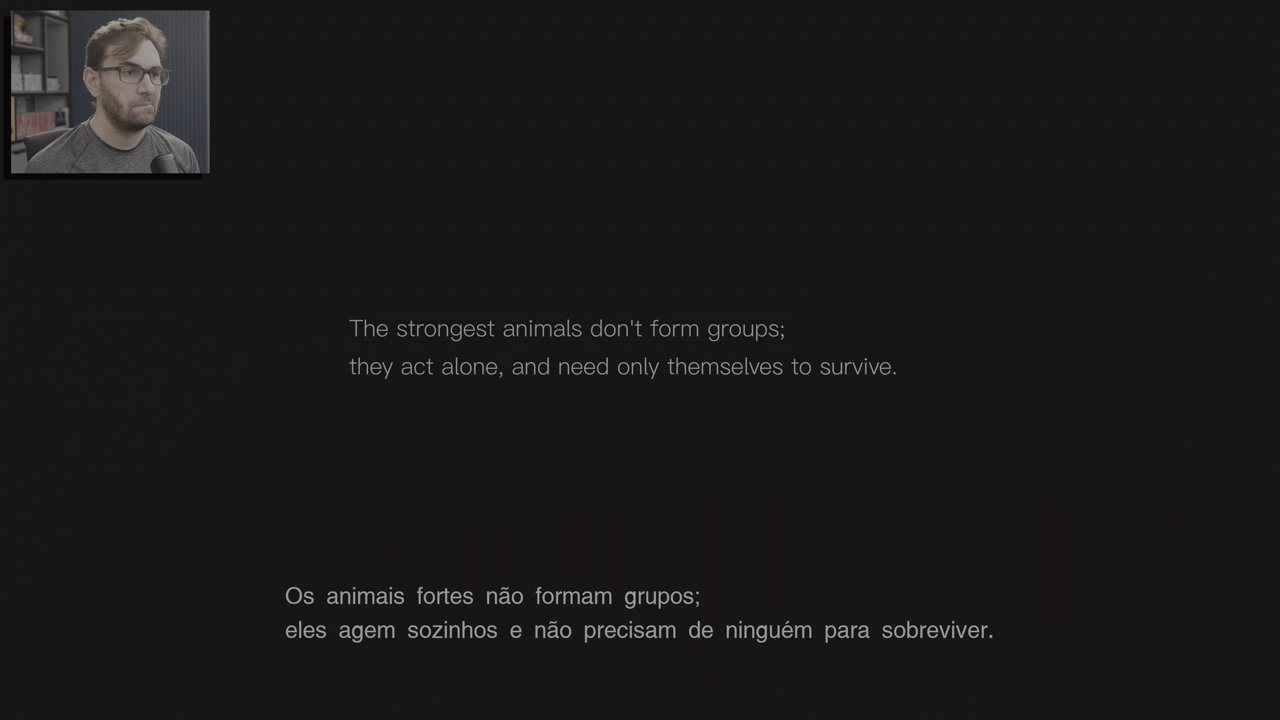 The strongest animals don't form groups;
they act alone, and need only themselves to survive.
Os animais fortes não formam grupos;
eles agem sozinhos e não precisam de ninguém para sobreviver.